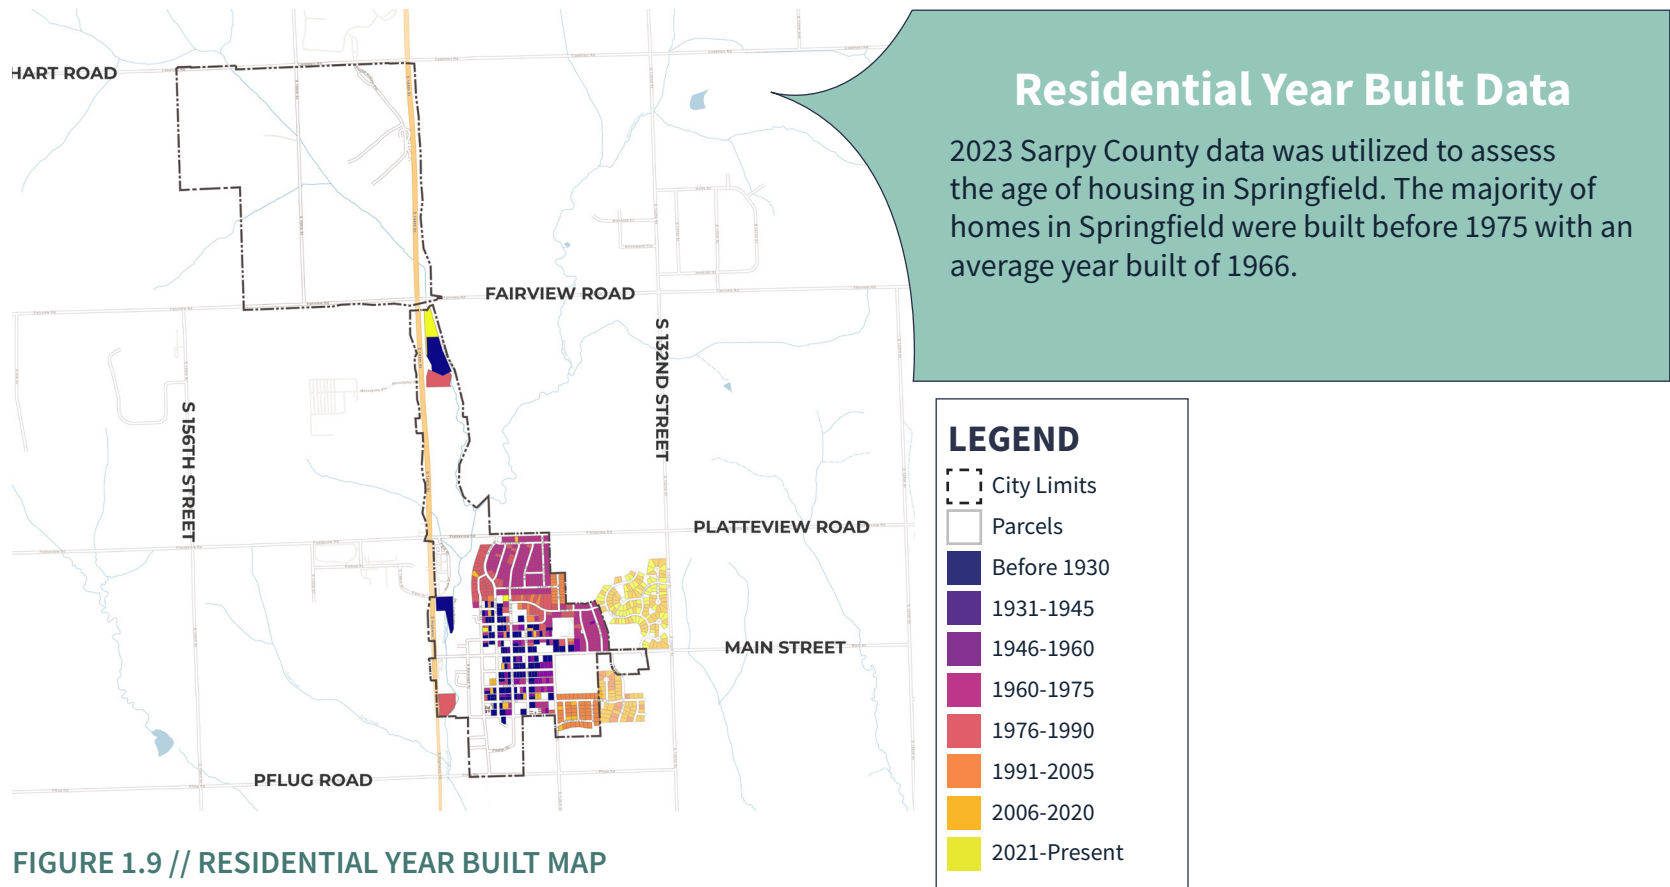 HART ROAD
FAIRVIEW ROAD
S 132ND STREET
S 156TH STREET
PLATTEVIEW ROAD
MAIN STREET
PFLUG ROAD
Residential Year Built Data
2023 Sarpy County data was utilized to assess
the age of housing in Springfield. The majority of
homes in Springfield were built before 1975 with an
average year built of 1966.
LEGEND
City Limits
Parcels
Before 1930
1931-1945
1946-1960
1960-1975
1976-1990
1991-2005
2006-2020
2021-Present
FIGURE 1.9 // RESIDENTIAL YEAR BUILT MAP